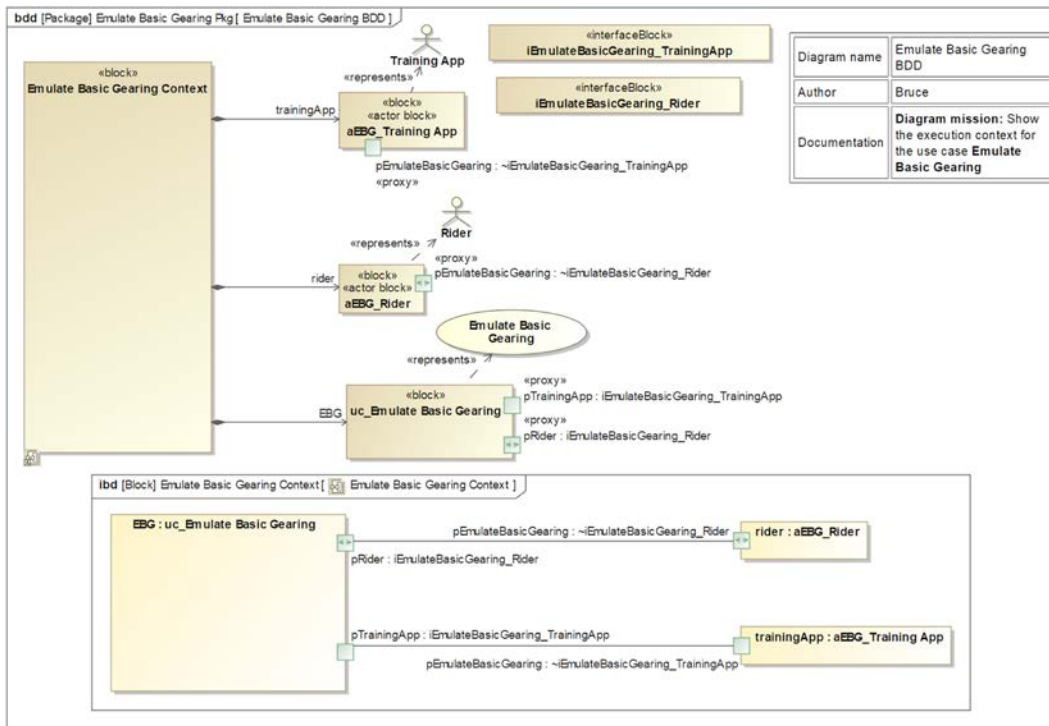 bdd [Package] Emulate Basic Gearing Pkg [ Emulate Basic Gearing BDD ]
«block»
Emulate Basic Gearing Context
Training App
«represents»
trainingApp
«block»
«actor block»
aEBG_Training App
pEmulateBasicGearing : ~iEmulateBasicGearing_TrainingApp
«proxy»
«interfaceBlock»
iEmulateBasicGearing_TrainingApp
«interfaceBlock»
iEmulateBasicGearing_Rider
Diagram name
Emulate Basic Gearing
BDD
Author
Bruce
Documentation
Diagram mission: Show
the execution context for
the use case Emulate
Basic Gearing
Rider
«represents»
«proxy»
pEmulateBasicGearing : ~iEmulateBasicGearing_Rider
rider
«block»
«actor block»
aEBG_Rider
Emulate Basic
Gearing
«represents»
EBG
«block»
uc_Emulate Basic Gearing
«proxy»
pTrainingApp : iEmulateBasicGearing_TrainingApp
«proxy»
pRider : iEmulateBasicGearing_Rider
ibd [Block] Emulate Basic Gearing Context [ Emulate Basic Gearing Context ]
EBG : uc_Emulate Basic Gearing
pEmulateBasicGearing : ~iEmulateBasicGearing_Rider
rider : aEBG_Rider
pRider : iEmulateBasicGearing_Rider
pTrainingApp : iEmulateBasicGearing_TrainingApp
trainingApp : aEBG_Training App
pEmulateBasicGearing : ~iEmulateBasicGearing_TrainingApp